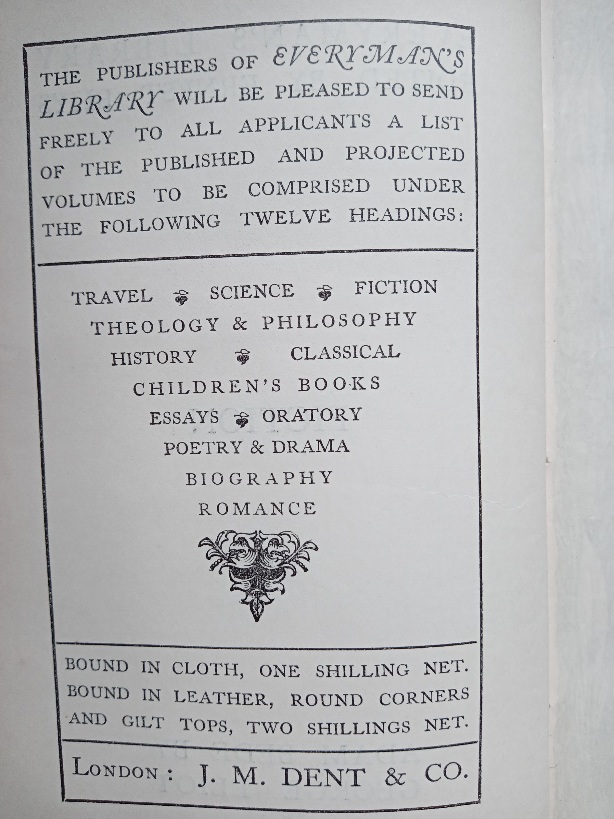 THE PUBLISHERS OF EVERYMAN'S
LIBRARY WILL BE PLEASED TO SEND
FREELY TO ALL APPLICANTS A LIST
OF THE PUBLISHED AND PROJECTED
VOLUMES TO BE COMPRISED UNDER
THE FOLLOWING TWELVE HEADINGS:
TRAVEL SCIENCE FICTION
THEOLOGY & PHILOSOPHY
HISTORY CLASSICAL
CHILDREN'S BOOKS
ESSAYS ORATORY
POETRY & DRAMA
BIOGRAPHY
ROMANCE
BOUND IN CLOTH, ONE SHILLING NET.
BOUND IN LEATHER, ROUND CORNERS
AND GILT TOPS, TWO SHILLINGS NET.
LONDON: J. M. DENT & CO.